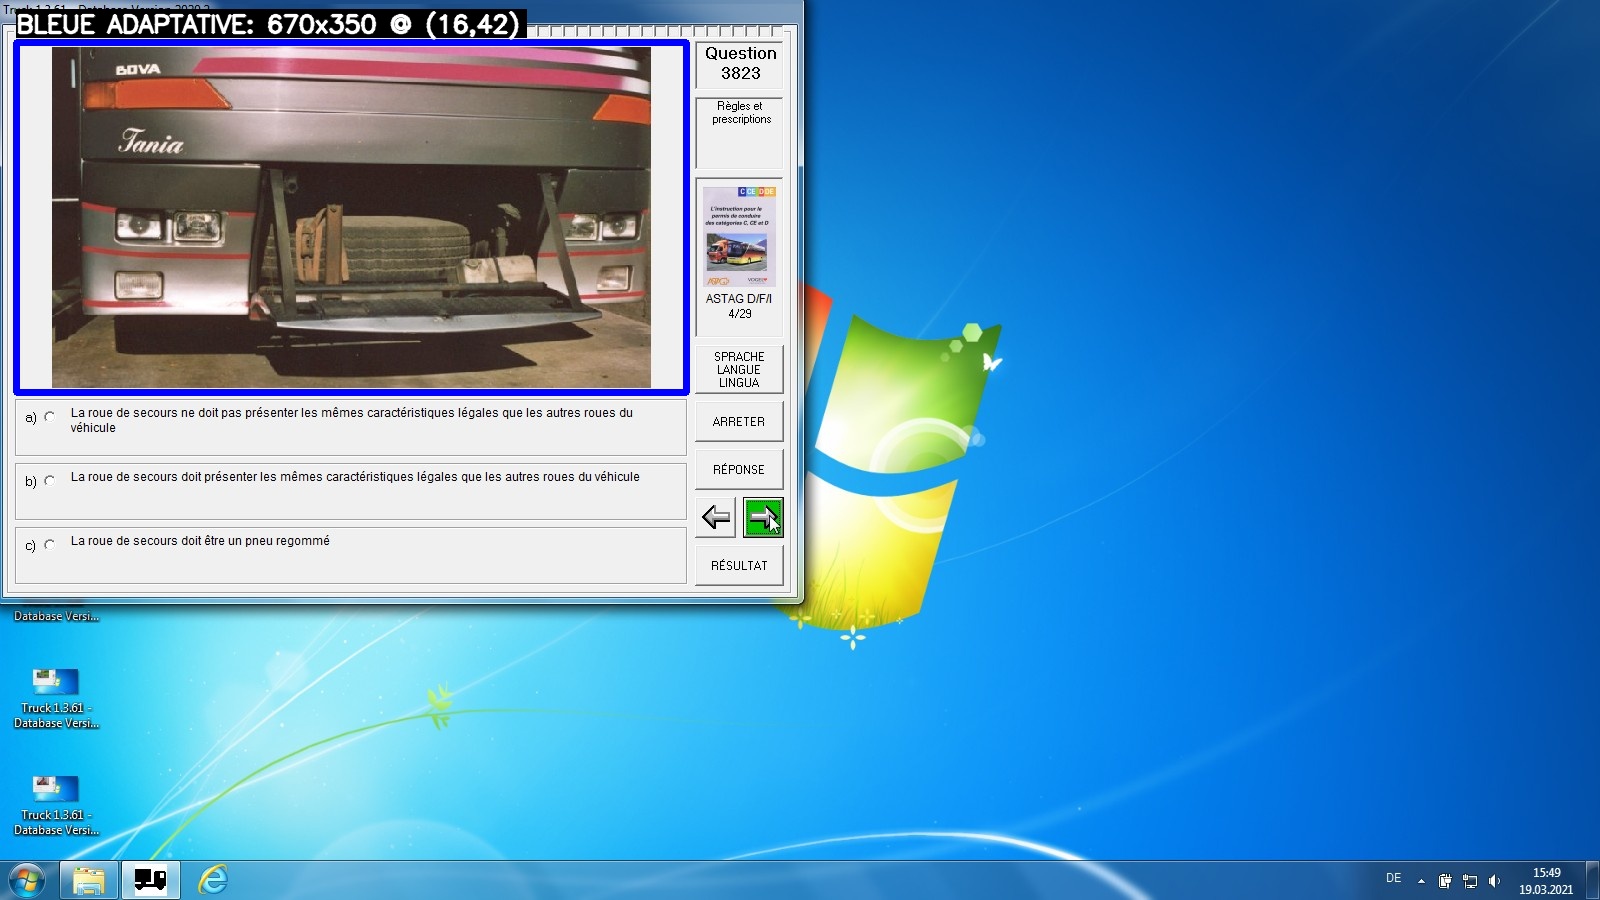 BLEUE ADAPTATIVE: 670x350 @ (16,42)
BOVA
Tania
Question
3823
Règles et
prescriptions
C CE D DE
L'instruction pour le
permis de conduire
des catégories C, CE et D
ASTAG D/F/I
4/29
SPRACHE
LANGUE
LINGUA
a) La roue de secours ne doit pas présenter les mêmes caractéristiques légales que les autres roues du
véhicule
ARRETER
b) La roue de secours doit présenter les mêmes caractéristiques légales que les autres roues du véhicule
RÉPONSE
c) La roue de secours doit être un pneu regommé
RÉSULTAT
Database Versi...
Truck 1.3.61 -
Database Versi...
Truck 1.3.61 -
Database Versi...
DE
15:49
19.03.2021